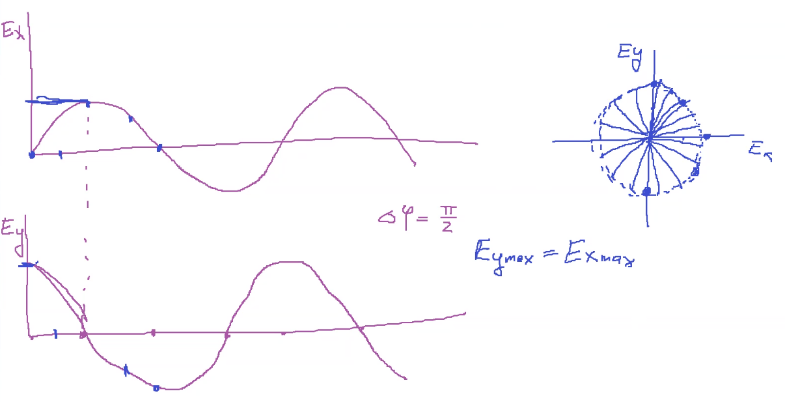 Ex
Ey
Ex
Ey
Δφ = π/2
Eymax = Exmax